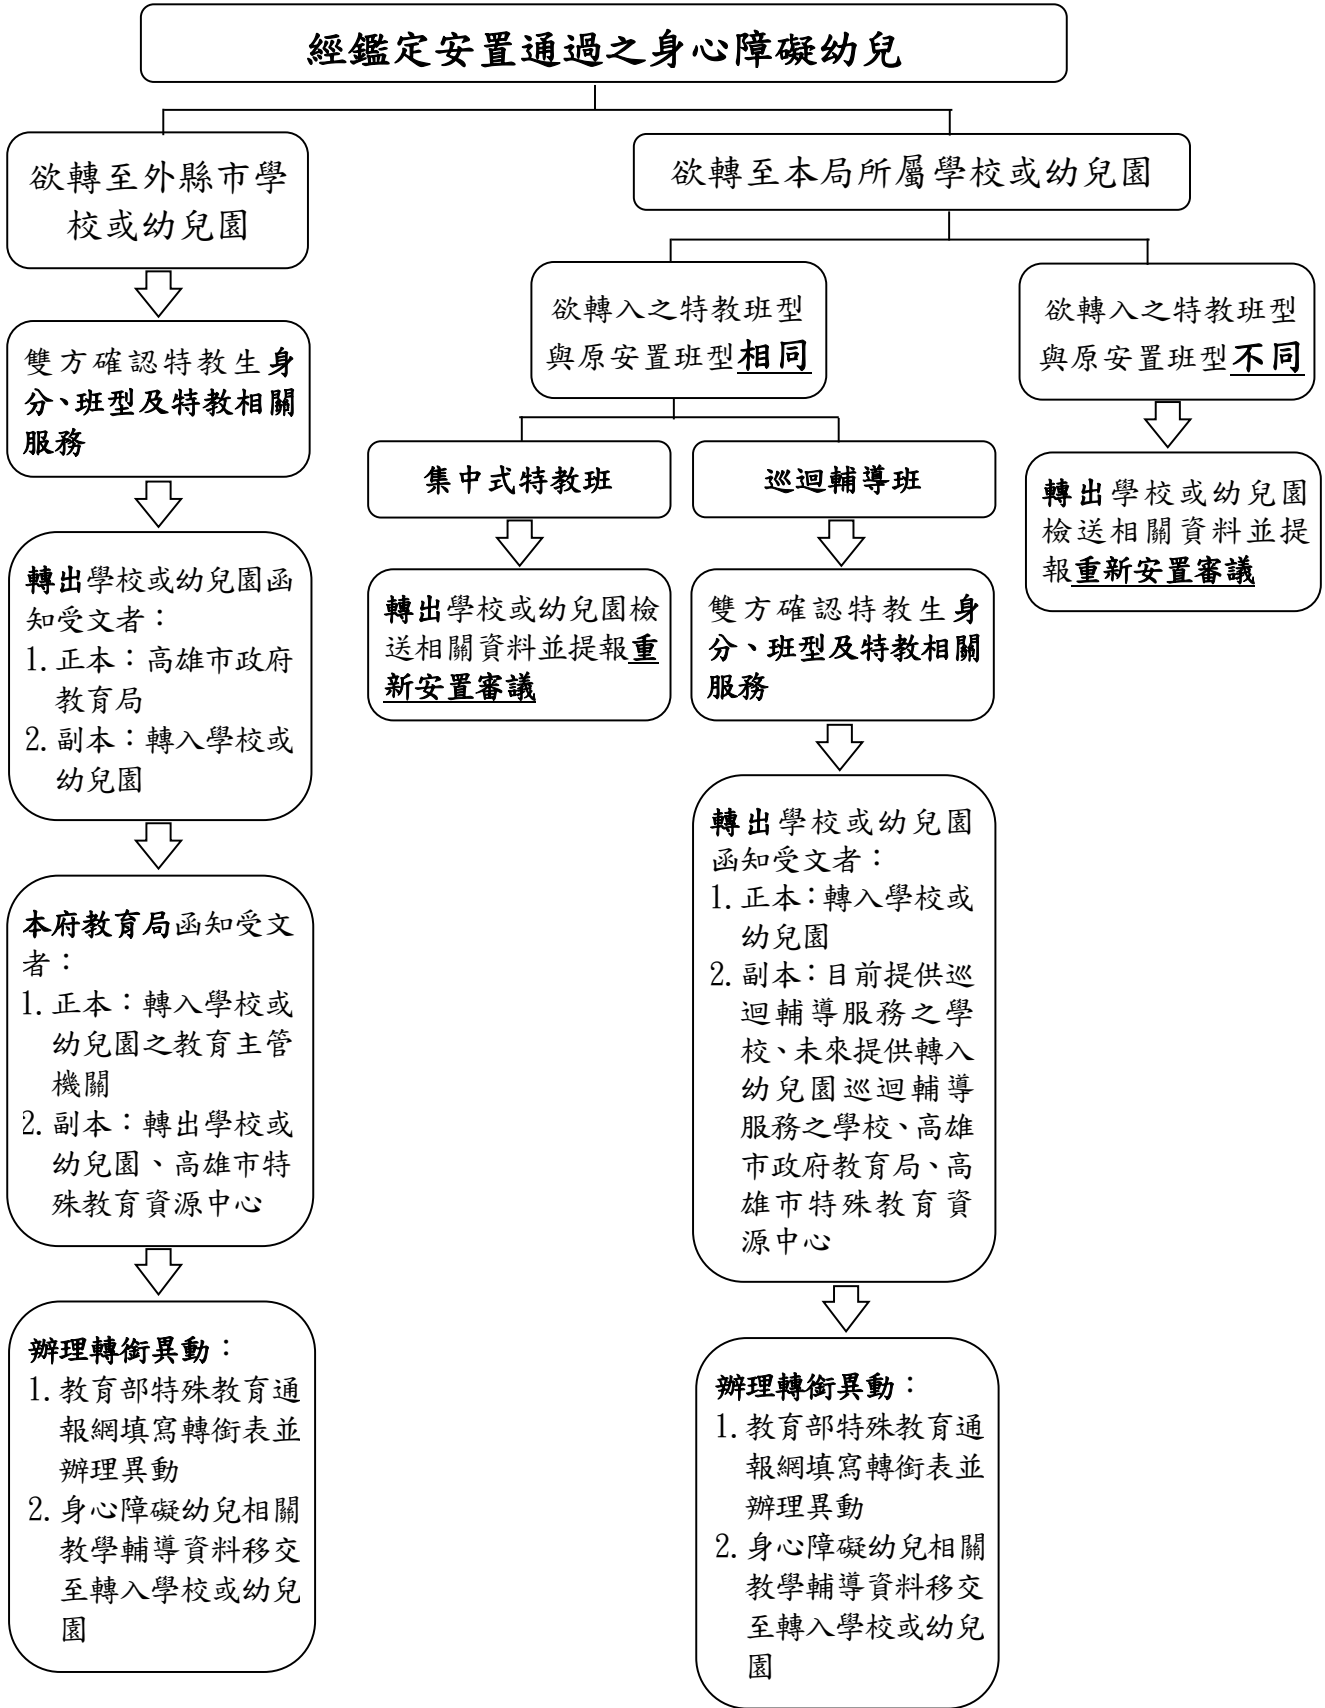 經鑑定安置通過之身心障礙幼兒
欲轉至外縣市學
校或幼兒園
雙方確認特教生身
分、班型及特教相關
服務
轉出學校或幼兒園函
知受文者：
1. 正本：高雄市政府
教育局
2. 副本：轉入學校或
幼兒園
本府教育局函知受文
者：
1. 正本：轉入學校或
幼兒園之教育主管
機關
2. 副本：轉出學校或
幼兒園、高雄市特
殊教育資源中心
辦理轉銜異動：
1. 教育部特殊教育通
報網填寫轉銜表並
辦理異動
2. 身心障礙幼兒相關
教學輔導資料移交
至轉入學校或幼兒
園
欲轉至本局所屬學校或幼兒園
欲轉入之特教班型
與原安置班型相同
集中式特教班
轉出學校或幼兒園檢
送相關資料並提報重
新安置審議
巡迴輔導班
雙方確認特教生身
分、班型及特教相關
服務
轉出學校或幼兒園
函知受文者：
1. 正本：轉入學校或
幼兒園
2. 副本：目前提供巡
迴輔導服務之學
校、未來提供轉入
幼兒園巡迴輔導
服務之學校、高雄
市政府教育局、高
雄市特殊教育資
源中心
辦理轉銜異動：
1. 教育部特殊教育通
報網填寫轉銜表並
辦理異動
2. 身心障礙幼兒相關
教學輔導資料移交
至轉入學校或幼兒
園
欲轉入之特教班型
與原安置班型不同
轉出學校或幼兒園
檢送相關資料並提
報重新安置審議